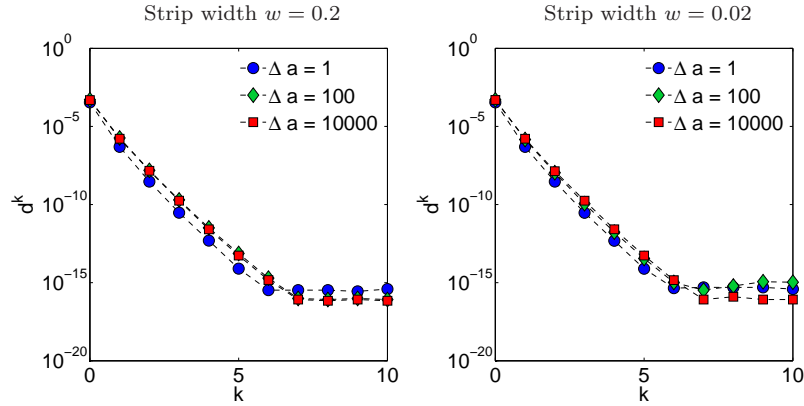 Strip width w = 0.2
10^0
10^-5
10^-10
10^-15
10^-20
d^k
Δ a = 1
Δ a = 100
Δ a = 10000
0 5 10
k
Strip width w = 0.02
10^0
10^-5
10^-10
10^-15
10^-20
d^k
Δ a = 1
Δ a = 100
Δ a = 10000
0 5 10
k